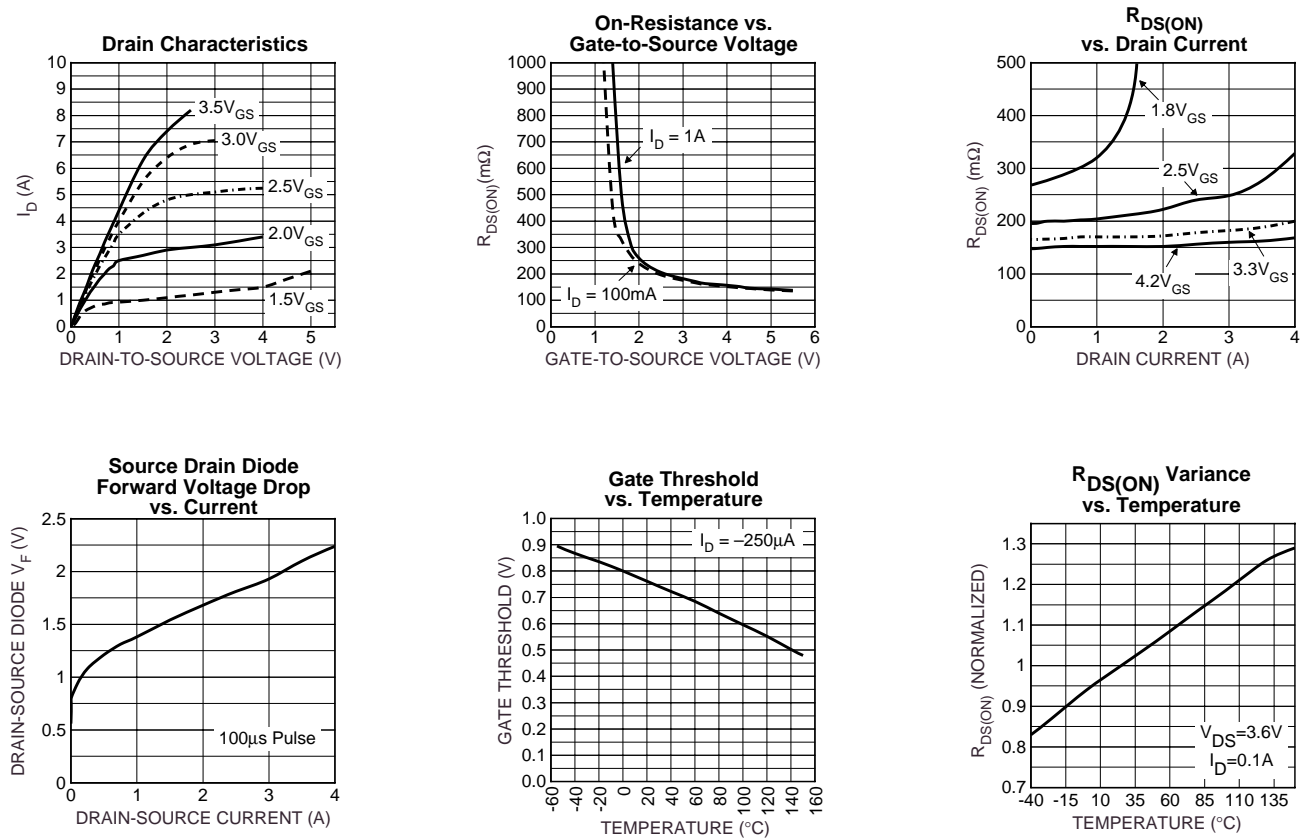 Drain Characteristics
10
9
8
7
6
5
4
3
2
1
0
I_D (A)
3.5V_GS
3.0V_GS
2.5V_GS
2.0V_GS
1.5V_GS
0 1 2 3 4 5
DRAIN-TO-SOURCE VOLTAGE (V)
On-Resistance vs.
Gate-to-Source Voltage
1000
900
800
700
600
500
400
300
200
100
0
R_DS(ON) (mΩ)
I_D = 1A
I_D = 100mA
0 1 2 3 4 5 6
GATE-TO-SOURCE VOLTAGE (V)
R_DS(ON)
vs. Drain Current
500
400
300
200
100
0
R_DS(ON) (mΩ)
1.8V_GS
2.5V_GS
3.3V_GS
4.2V_GS
0 1 2 3 4
DRAIN CURRENT (A)
Source Drain Diode
Forward Voltage Drop
vs. Current
2.5
2
1.5
1
0.5
0
DRAIN-SOURCE DIODE V_F (V)
100µs Pulse
0 1 2 3 4
DRAIN-SOURCE CURRENT (A)
Gate Threshold
vs. Temperature
1.0
0.9
0.8
0.7
0.6
0.5
0.4
0.3
0.2
0.1
0.0
GATE THRESHOLD (V)
I_D = –250µA
-60 -40 -20 0 20 40 60 80 100 120 140 160
TEMPERATURE (°C)
R_DS(ON) Variance
vs. Temperature
1.3
1.2
1.1
1
0.9
0.8
0.7
R_DS(ON) (NORMALIZED)
V_DS=3.6V
I_D=0.1A
-40 -15 10 35 60 85 110 135
TEMPERATURE (°C)